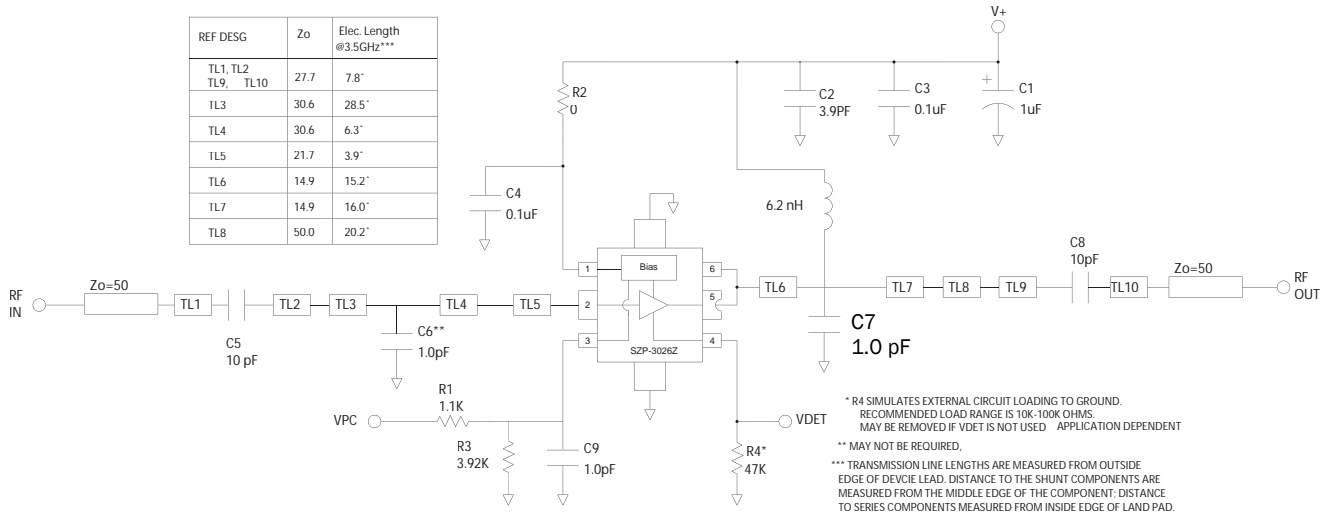 REF DESG Zo Elec. Length
@3.5GHz***
TL1, TL2
TL9, TL10 27.7 7.8°
TL3 30.6 28.5°
TL4 30.6 6.3°
TL5 21.7 3.9°
TL6 14.9 15.2°
TL7 14.9 16.0°
TL8 50.0 20.2°
V+
R2
0
C2
3.9PF
C3
0.1uF
+
C1
1uF
C4
0.1uF
6.2 nH
RF
IN
Zo=50
TL1
C5
10 pF
TL2
TL3
C6**
1.0pF
TL4
TL5
1
2
3
Bias
SZP-3026Z
6
5
4
TL6
C7
1.0 pF
TL7
TL8
TL9
C8
10pF
TL10
Zo=50
RF
OUT
VPC
R1
1.1K
R3
3.92K
C9
1.0pF
R4*
47K
VDET
* R4 SIMULATES EXTERNAL CIRCUIT LOADING TO GROUND.
RECOMMENDED LOAD RANGE IS 10K-100K OHMS.
MAY BE REMOVED IF VDET IS NOT USED APPLICATION DEPENDENT
** MAY NOT BE REQUIRED,
*** TRANSMISSION LINE LENGTHS ARE MEASURED FROM OUTSIDE
EDGE OF DEVCIE LEAD. DISTANCE TO THE SHUNT COMPONENTS ARE
MEASURED FROM THE MIDDLE EDGE OF THE COMPONENT; DISTANCE
TO SERIES COMPONENTS MEASURED FROM INSIDE EDGE OF LAND PAD.